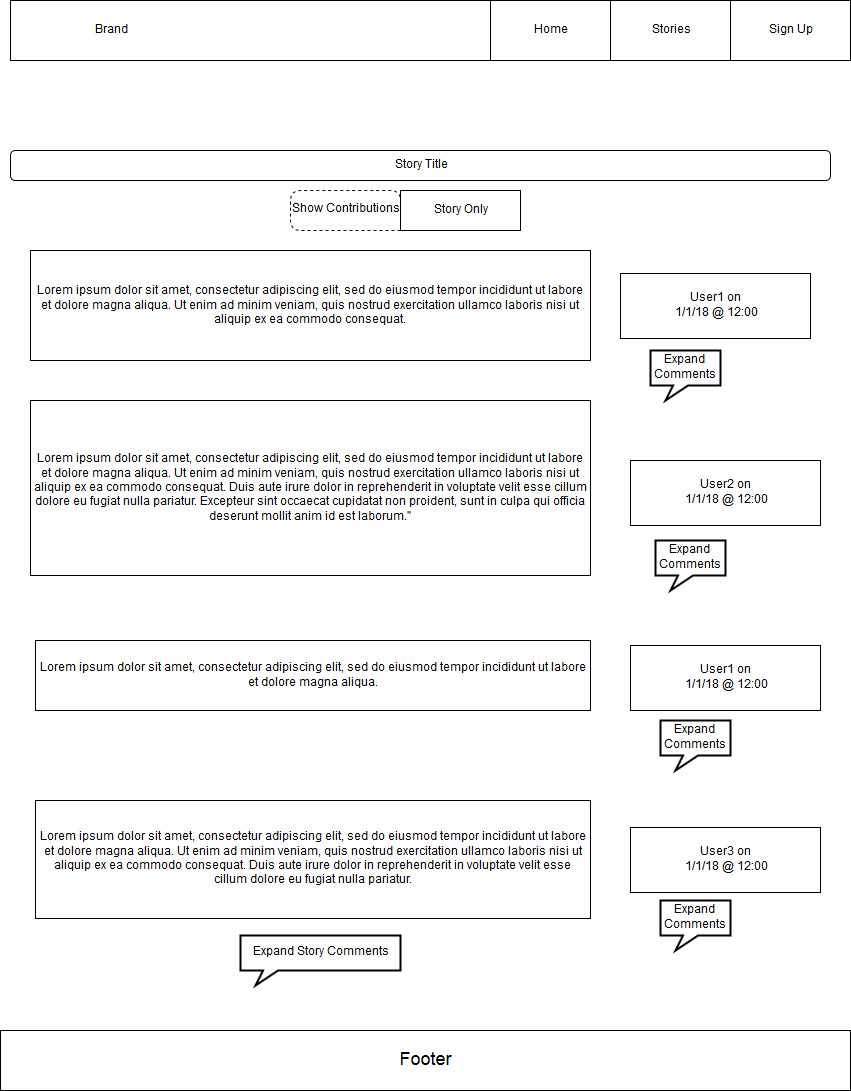 Brand
Home
Stories
Sign Up
Story Title
Show Contributions
Story Only
Lorem ipsum dolor sit amet, consectetur adipiscing elit, sed do eiusmod tempor incididunt ut labore
et dolore magna aliqua. Ut enim ad minim veniam, quis nostrud exercitation ullamco laboris nisi ut
aliquip ex ea commodo consequat.
User1 on
1/1/18 @ 12:00
Expand
Comments
Lorem ipsum dolor sit amet, consectetur adipiscing elit, sed do eiusmod tempor incididunt ut labore
et dolore magna aliqua. Ut enim ad minim veniam, quis nostrud exercitation ullamco laboris nisi ut
aliquip ex ea commodo consequat. Duis aute irure dolor in reprehenderit in voluptate velit esse cillum
dolore eu fugiat nulla pariatur. Excepteur sint occaecat cupidatat non proident, sunt in culpa qui officia
deserunt mollit anim id est laborum."
User2 on
1/1/18 @ 12:00
Expand
Comments
Lorem ipsum dolor sit amet, consectetur adipiscing elit, sed do eiusmod tempor incididunt ut labore
et dolore magna aliqua.
User1 on
1/1/18 @ 12:00
Expand
Comments
Lorem ipsum dolor sit amet, consectetur adipiscing elit, sed do eiusmod tempor incididunt ut labore
et dolore magna aliqua. Ut enim ad minim veniam, quis nostrud exercitation ullamco laboris nisi ut
aliquip ex ea commodo consequat. Duis aute irure dolor in reprehenderit in voluptate velit esse
cillum dolore eu fugiat nulla pariatur.
User3 on
1/1/18 @ 12:00
Expand
Comments
Expand Story Comments
Footer